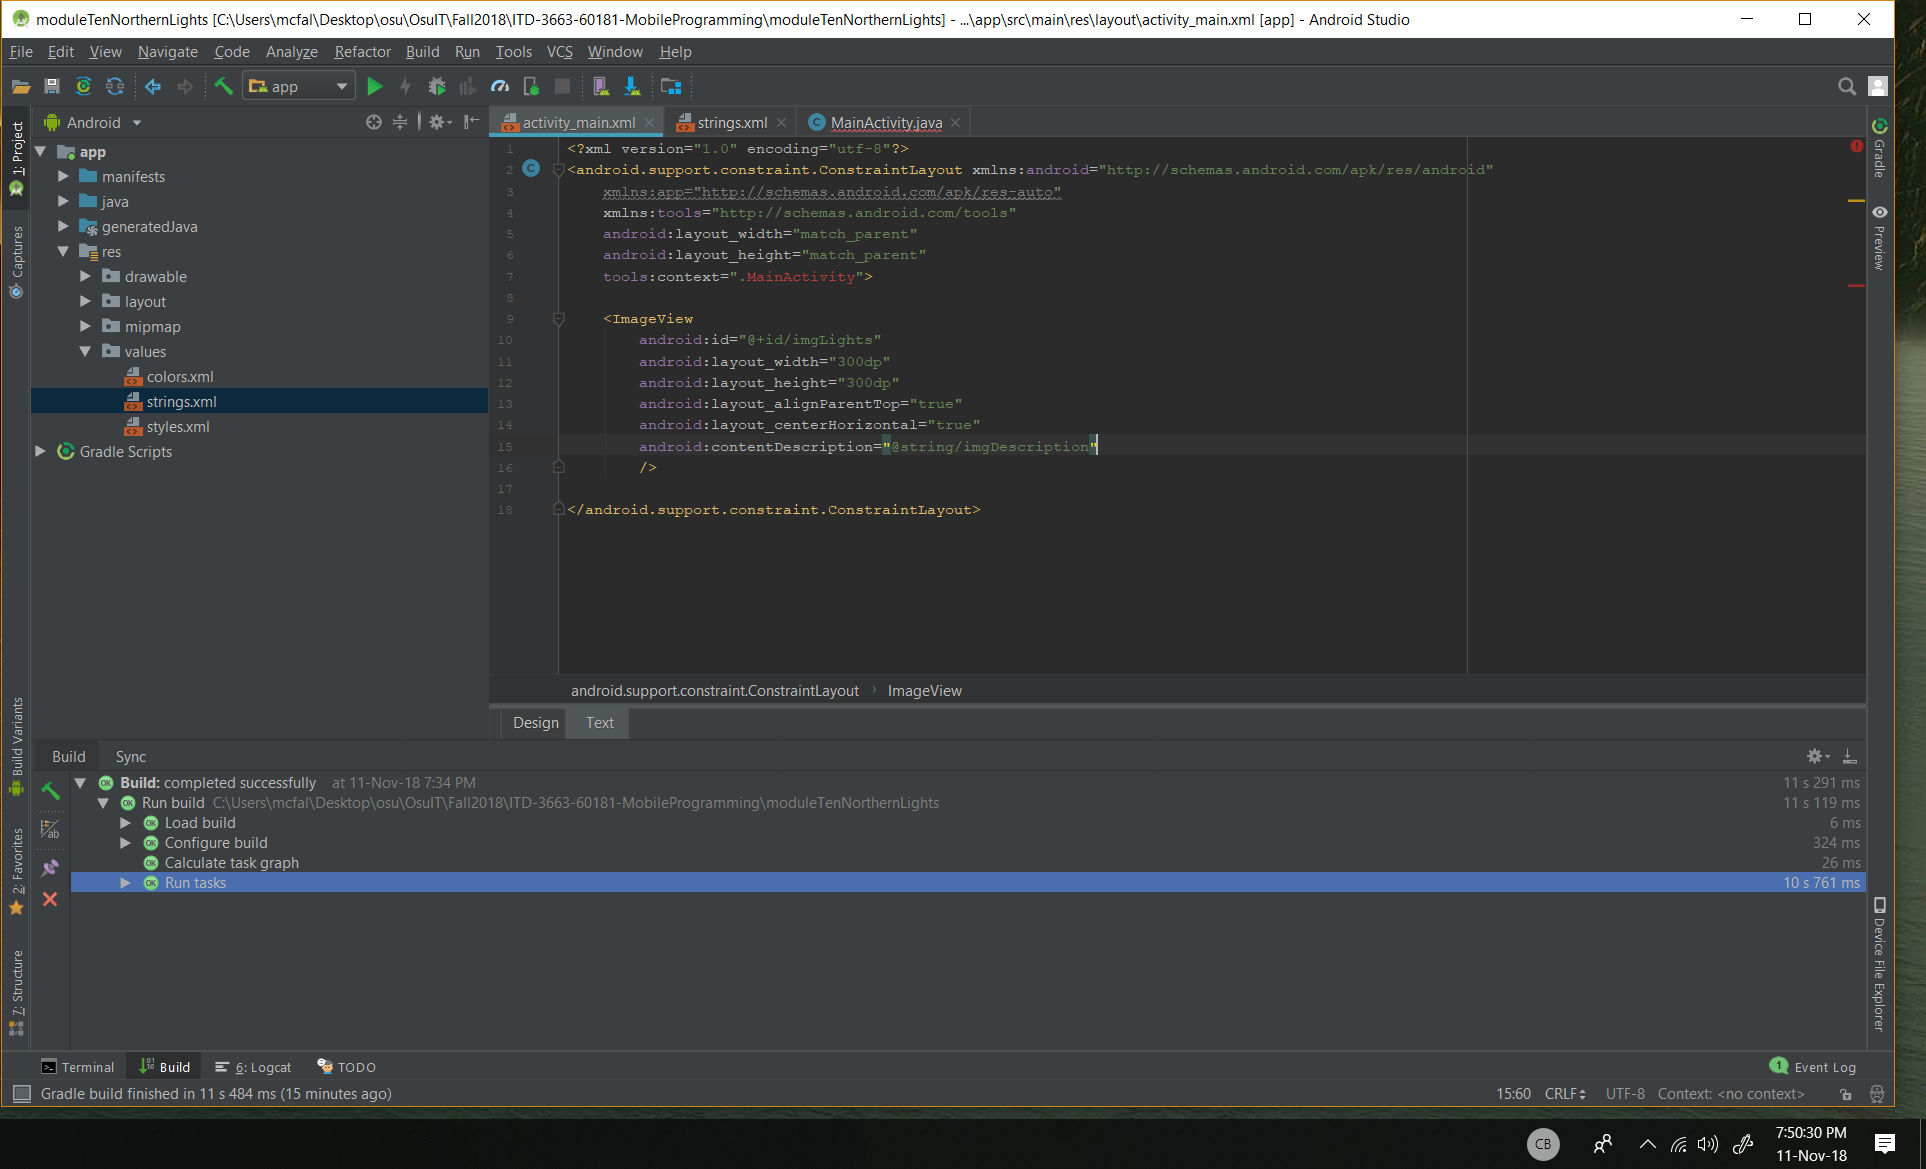 moduleTenNorthernLights [C:\Users\mcfal\Desktop\osu\OsuIT\Fall2018\ITD-3663-60181-MobileProgramming\moduleTenNorthernLights] - ...\app\src\main\res\layout\activity_main.xml [app] - Android Studio
File Edit View Navigate Code Analyze Refactor Build Run Tools VCS Window Help
app
Android
activity_main.xml strings.xml MainActivity.java
1: Project
Captures
Build Variants
2: Favorites
7: Structure
app
manifests
java
generatedJava
res
drawable
layout
mipmap
values
colors.xml
strings.xml
styles.xml
Gradle Scripts
1 <?xml version="1.0" encoding="utf-8"?>
2 <android.support.constraint.ConstraintLayout xmlns:android="http://schemas.android.com/apk/res/android"
3 xmlns:app="http://schemas.android.com/apk/res-auto"
4 xmlns:tools="http://schemas.android.com/tools"
5 android:layout_width="match_parent"
6 android:layout_height="match_parent"
7 tools:context=".MainActivity">
8
9 <ImageView
10 android:id="@+id/imgLights"
11 android:layout_width="300dp"
12 android:layout_height="300dp"
13 android:layout_alignParentTop="true"
14 android:layout_centerHorizontal="true"
15 android:contentDescription="@string/imgDescription"
16 />
17
18 </android.support.constraint.ConstraintLayout>
android.support.constraint.ConstraintLayout › ImageView
Design Text
Gradle
Preview
Device File Explorer
Build Sync
Build: completed successfully at 11-Nov-18 7:34 PM 11 s 291 ms
Run build C:\Users\mcfal\Desktop\osu\OsuIT\Fall2018\ITD-3663-60181-MobileProgramming\moduleTenNorthernLights 11 s 119 ms
Load build 6 ms
Configure build 324 ms
Calculate task graph 26 ms
Run tasks 10 s 761 ms
Terminal Build 6: Logcat TODO 1 Event Log
Gradle build finished in 11 s 484 ms (15 minutes ago) 15:60 CRLF UTF-8 Context: <no context>
CB 7:50:30 PM
11-Nov-18